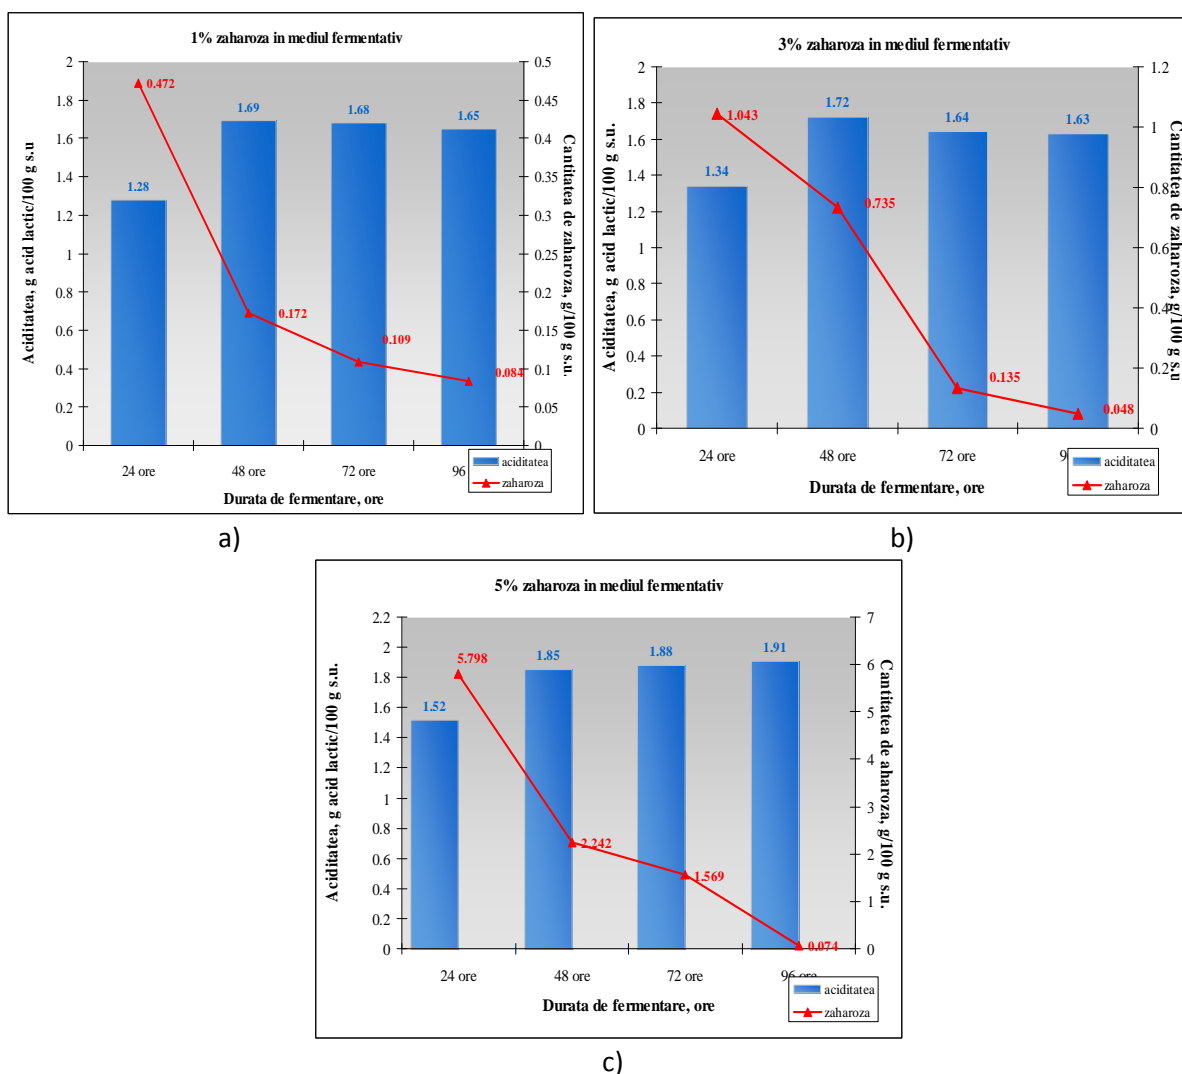 1% zaharoza in mediul fermentativ
Aciditatea, g acid lactic/100 g s.u
2
1.8
1.6
1.4
1.2
1
0.8
0.6
0.4
0.2
0
0.472
1.28
1.69
1.68
1.65
0.172
0.109
0.084
0.5
0.45
0.4
0.35
0.3
0.25
0.2
0.15
0.1
0.05
0
Cantitatea de zaharoza, g/100 g s.u.
24 ore
48 ore
72 ore
96
Durata de fermentare, ore
aciditatea
zaharoza
a)
3% zaharoza in mediul fermentativ
Aciditatea, g acid lactic/100 g s.u.
2
1.8
1.6
1.4
1.2
1
0.8
0.6
0.4
0.2
0
1.043
1.34
1.72
1.64
1.63
0.735
0.135
0.048
1.2
1
0.8
0.6
0.4
0.2
0
Cantitatea de zaharoza, g/100 g s.u
24 ore
48 ore
72 ore
Durata de fermentare, ore
aciditatea
zaharoza
b)
5% zaharoza in mediul fermentativ
Aciditatea, g acid lactic/100 g s.u.
2.2
2
1.8
1.6
1.4
1.2
1
0.8
0.6
0.4
0.2
0
5.798
1.52
1.85
1.88
1.91
2.242
1.569
0.074
7
6
5
4
3
2
1
0
Cantitatea de aharoza, g/100 g s.u.
24 ore
48 ore
72 ore
96 ore
Durata de fermentare, ore
aciditatea
zaharoza
c)